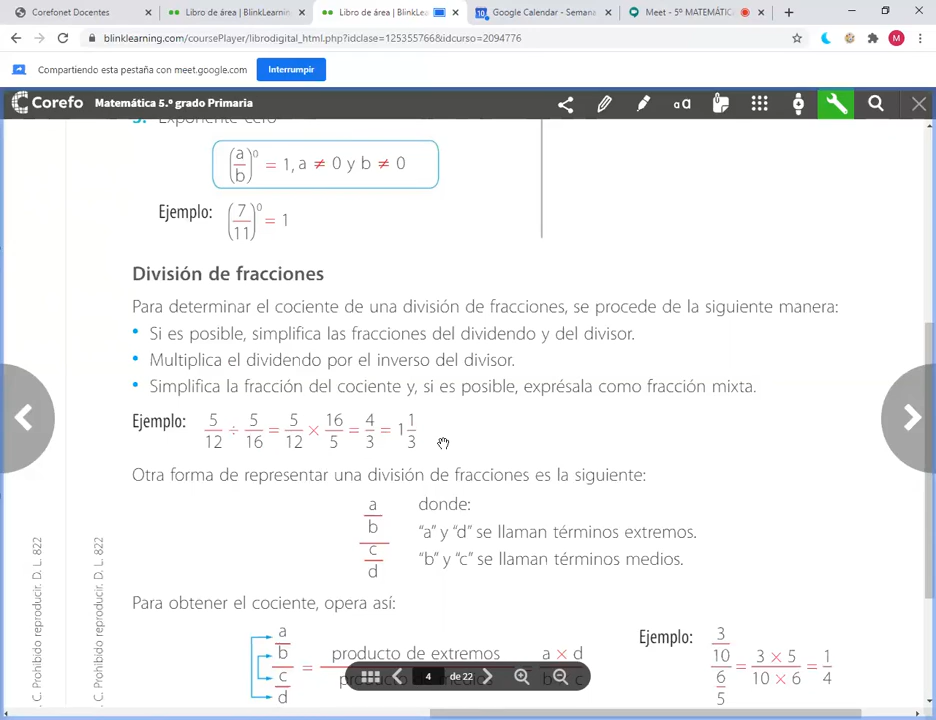 Corefonet Docentes
Libro de área | BlinkLearnin
Libro de área | BlinkLea
Google Calendar - Semana
Meet - 5º MATEMÁTIC
blinklearning.com/coursePlayer/librodigital_html.php?idclase=125355766&idcurso=2094776
M
Compartiendo esta pestaña con meet.google.com Interrumpir
Corefo Matemática 5.º grado Primaria
aA
3. Exponente cero
(a/b)⁰ = 1, a ≠ 0 y b ≠ 0
Ejemplo: (7/11)⁰ = 1
División de fracciones
Para determinar el cociente de una división de fracciones, se procede de la siguiente manera:
• Si es posible, simplifica las fracciones del dividendo y del divisor.
• Multiplica el dividendo por el inverso del divisor.
• Simplifica la fracción del cociente y, si es posible, exprésala como fracción mixta.
Ejemplo: 5/12 ÷ 5/16 = 5/12 × 16/5 = 4/3 = 1 1/3
Otra forma de representar una división de fracciones es la siguiente:
a
b
c
d
donde:
“a” y “d” se llaman términos extremos.
“b” y “c” se llaman términos medios.
Para obtener el cociente, opera así:
a
b
c
d
= producto de extremos
a × d
Ejemplo: 3/10 / 6/5 = 3 × 5/10 × 6 = 1/4
4 de 22
C. Prohibido reproducir. D. L. 822
C. Prohibido reproducir. D. L. 822